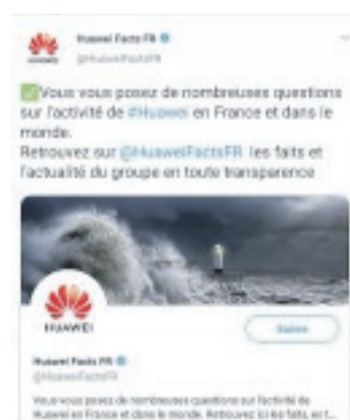 Huawei Facts FR
@HuaweiFactsFR
HUAWEI
✅Vous vous posez de nombreuses questions
sur l'activité de #Huawei en France et dans le
monde.
Retrouvez sur @HuaweiFactsFR les faits et
l'actualité du groupe en toute transparence
HUAWEI
Suivre
Huawei Facts FR
@HuaweiFactsFR
Vous vous posez de nombreuses questions sur l'activité de
Huawei en France et dans le monde. Retrouvez ici les faits, en t...